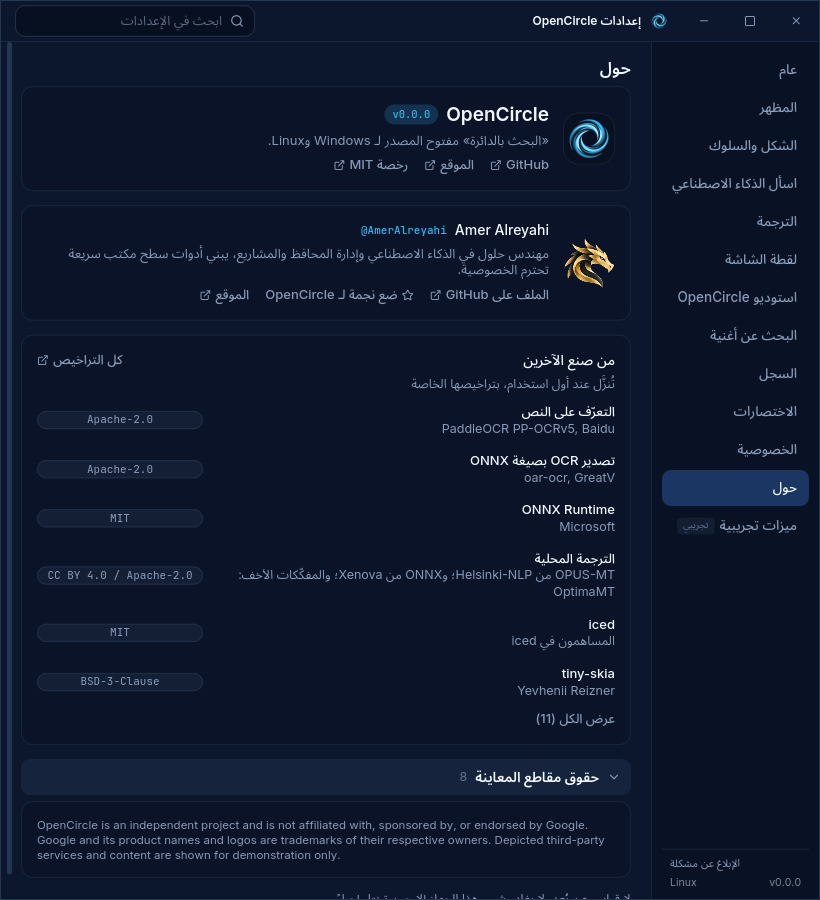 إعدادات OpenCircle
ابحث في الإعدادات
عام
المظهر
الشكل والسلوك
اسأل الذكاء الاصطناعي
الترجمة
لقطة الشاشة
استوديو OpenCircle
البحث عن أغنية
السجل
الاختصارات
الخصوصية
حول
ميزات تجريبية تجريبي
الإبلاغ عن مشكلة
v0.0.0 Linux
حول
OpenCircle v0.0.0
«البحث بالدائرة» مفتوح المصدر لـ Windows وLinux.
GitHub الموقع رخصة MIT
Amer Alreyahi @AmerAlreyahi
مهندس حلول في الذكاء الاصطناعي وإدارة المحافظ والمشاريع، يبني أدوات سطح مكتب سريعة
تحترم الخصوصية.
الملف على GitHub ضع نجمة لـ OpenCircle الموقع
من صنع الآخرين كل التراخيص
تُنزَّل عند أول استخدام، بتراخيصها الخاصة
التعرّف على النص
PaddleOCR PP-OCRv5, Baidu
Apache-2.0
تصدير OCR بصيغة ONNX
oar-ocr, GreatV
Apache-2.0
ONNX Runtime
Microsoft
MIT
الترجمة المحلية
OPUS-MT من Helsinki-NLP؛ وONNX من Xenova؛ والمفكّكات الأخف:
OptimaMT
CC BY 4.0 / Apache-2.0
iced
المساهمون في iced
MIT
tiny-skia
Yevhenii Reizner
BSD-3-Clause
عرض الكل (11)
حقوق مقاطع المعاينة 8
OpenCircle is an independent project and is not affiliated with, sponsored by, or endorsed by Google.
Google and its product names and logos are trademarks of their respective owners. Depicted third-party
services and content are shown for demonstration only.